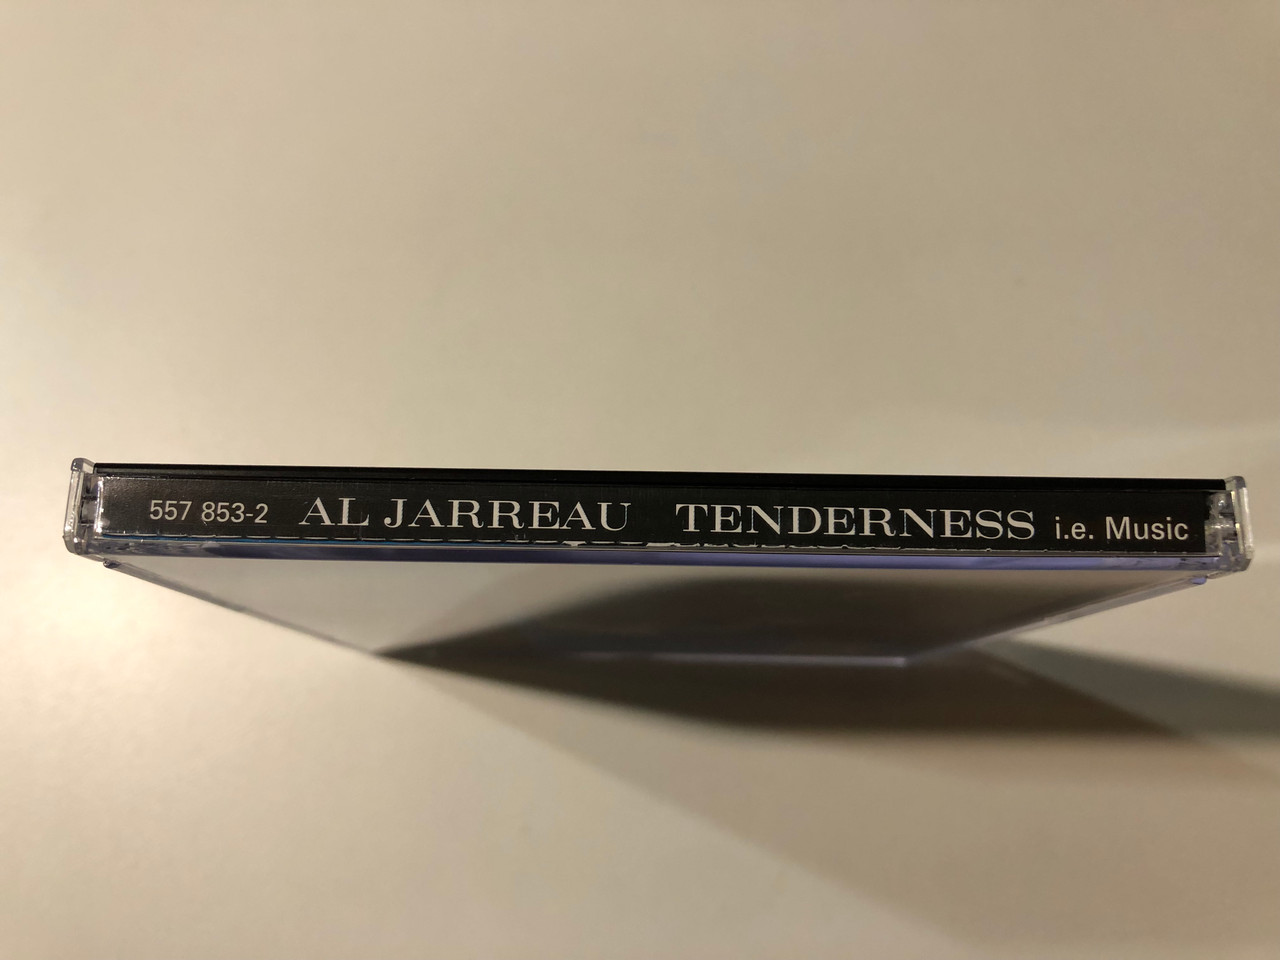 557 853-2 AL JARREAU TENDERNESS i.e. Music